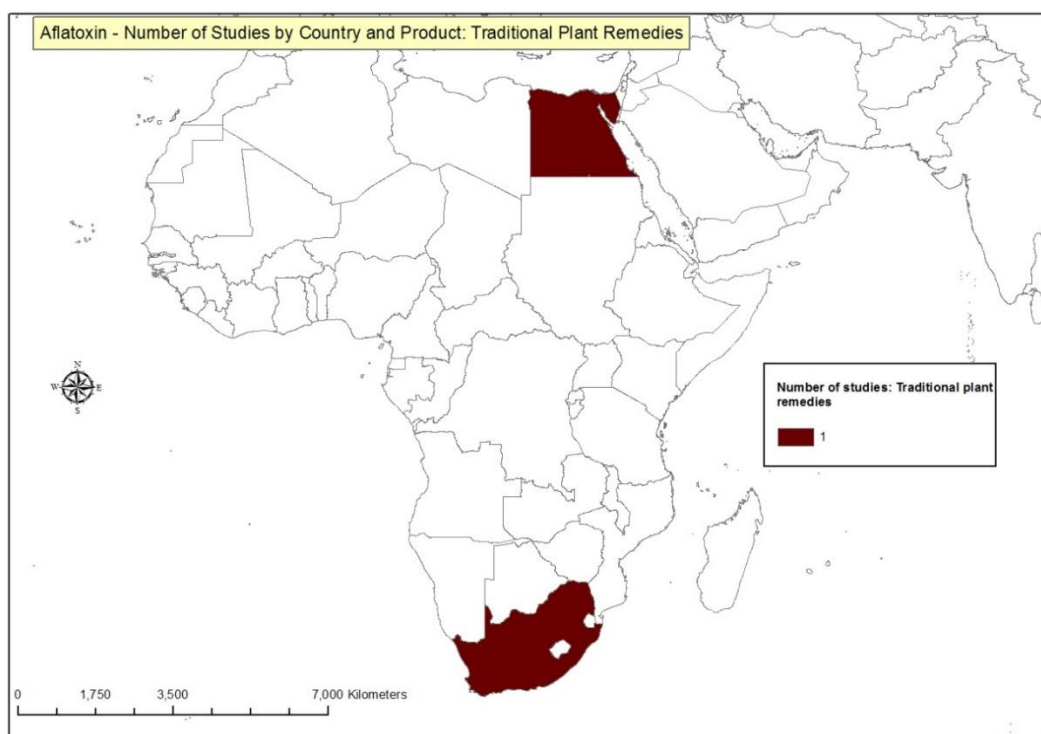 Aflatoxin - Number of Studies by Country and Product: Traditional Plant Remedies
N
W E
S
Number of studies: Traditional plant
remedies
1
0 1,750 3,500 7,000 Kilometers